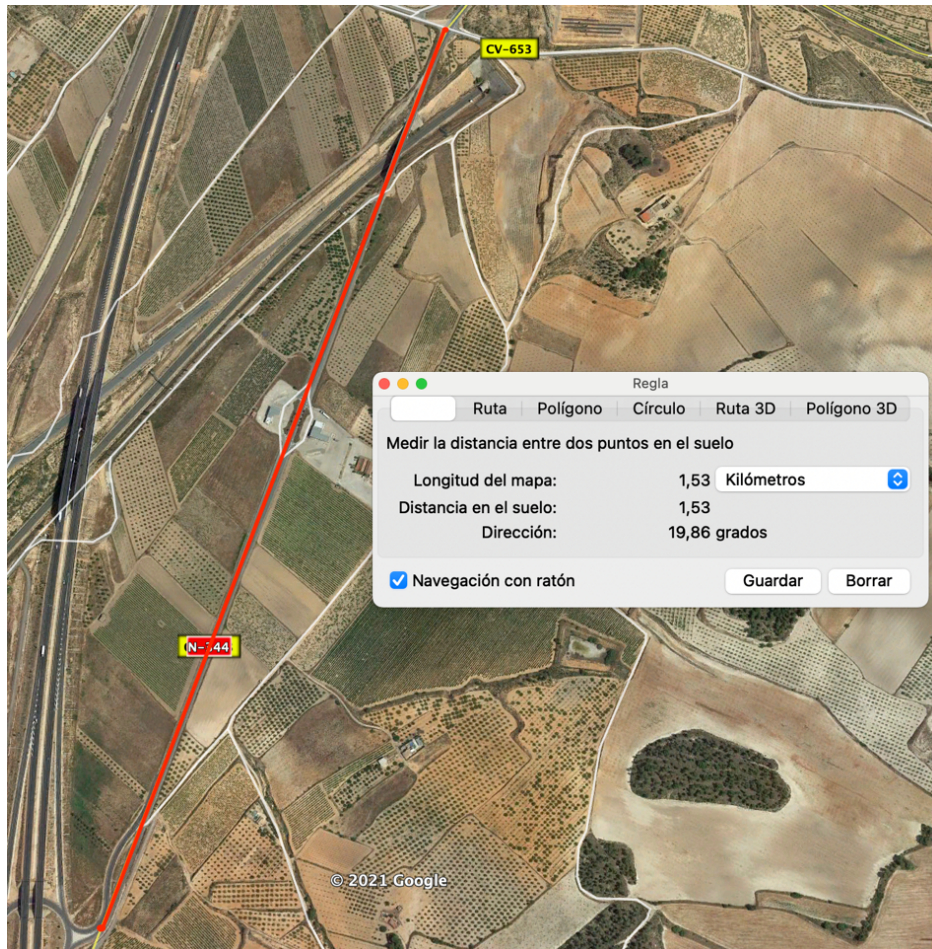 CV-653
Regla
Ruta Polígono Círculo Ruta 3D Polígono 3D
Medir la distancia entre dos puntos en el suelo
Longitud del mapa: 1,53 Kilómetros
Distancia en el suelo: 1,53
Dirección: 19,86 grados
Navegación con ratón Guardar Borrar
N-344
© 2021 Google